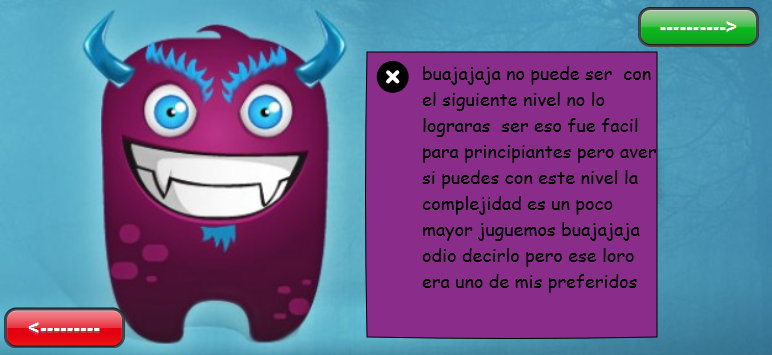 ---------->
buajajaja no puede ser  con
el siguiente nivel no lo
lograras  ser eso fue facil
para principiantes pero aver
si puedes con este nivel la
complejidad es un poco
mayor juguemos buajajaja
odio decirlo pero ese loro
era uno de mis preferidos
<---------